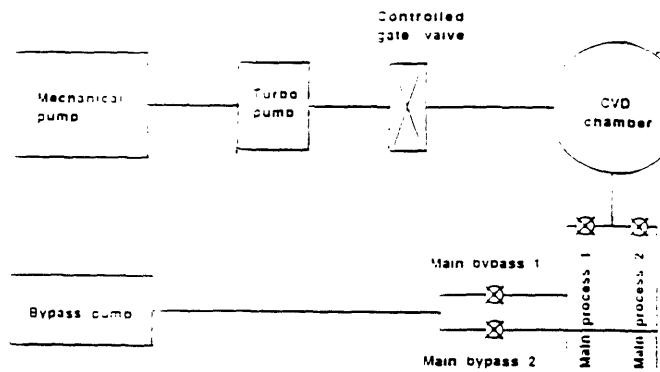 Controlled
gate valve
Mechanical
pump
Turbo
pump
CVD
chamber
Main bypass 1
Bypass pump
Main bypass 2
Main process 1
Main process 2